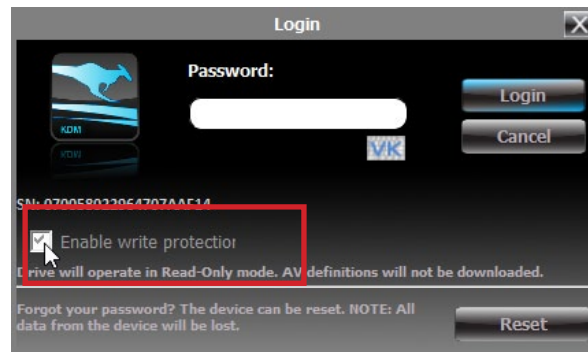 Login
X
Password:
Login
KDM
VK
Cancel
SN:
Enable write protection
Drive will operate in Read-Only mode. AV definitions will not be downloaded.
Forgot your password? The device can be reset. NOTE: All
data from the device will be lost.
Reset